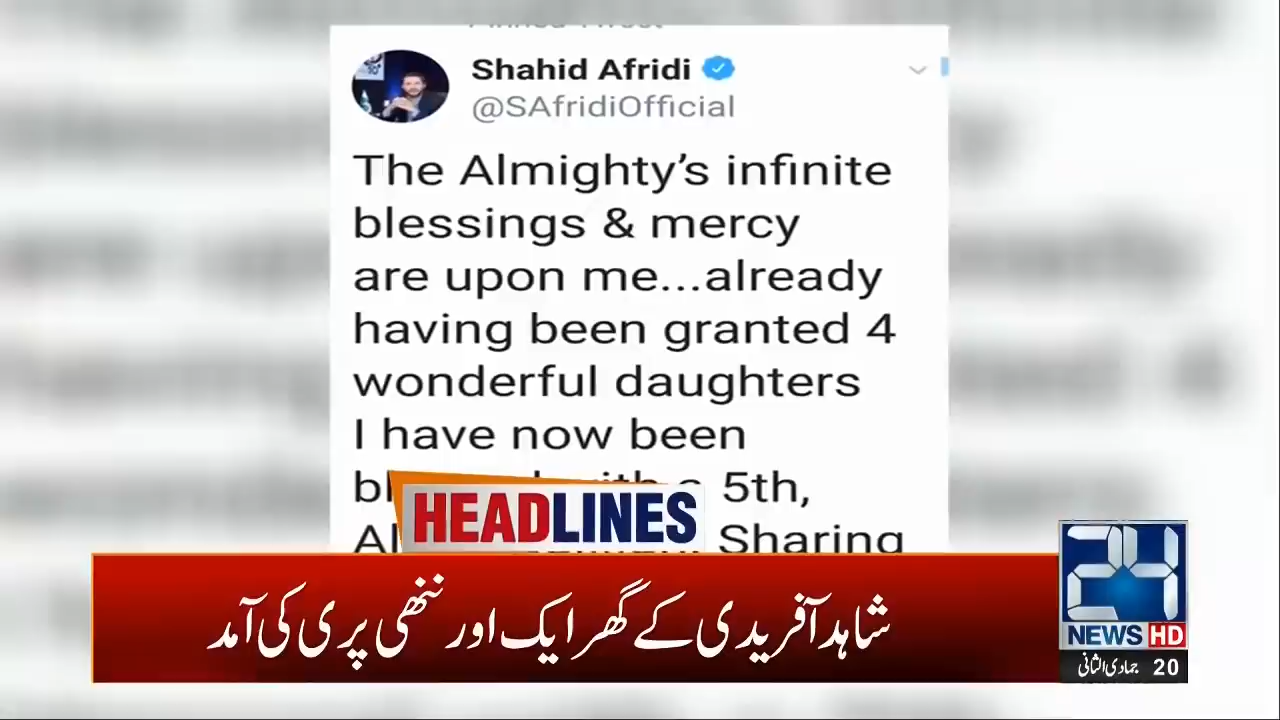 Shahid Afridi
@SAfridiOfficial
The Almighty's infinite
blessings & mercy
are upon me...already
having been granted 4
wonderful daughters
I have now been
5th,
Sharing
HEADLINES
شاہد آفریدی کے گھر ایک اور ننھی پری کی آمد
24
NEWS HD
20 جمادی الثانی